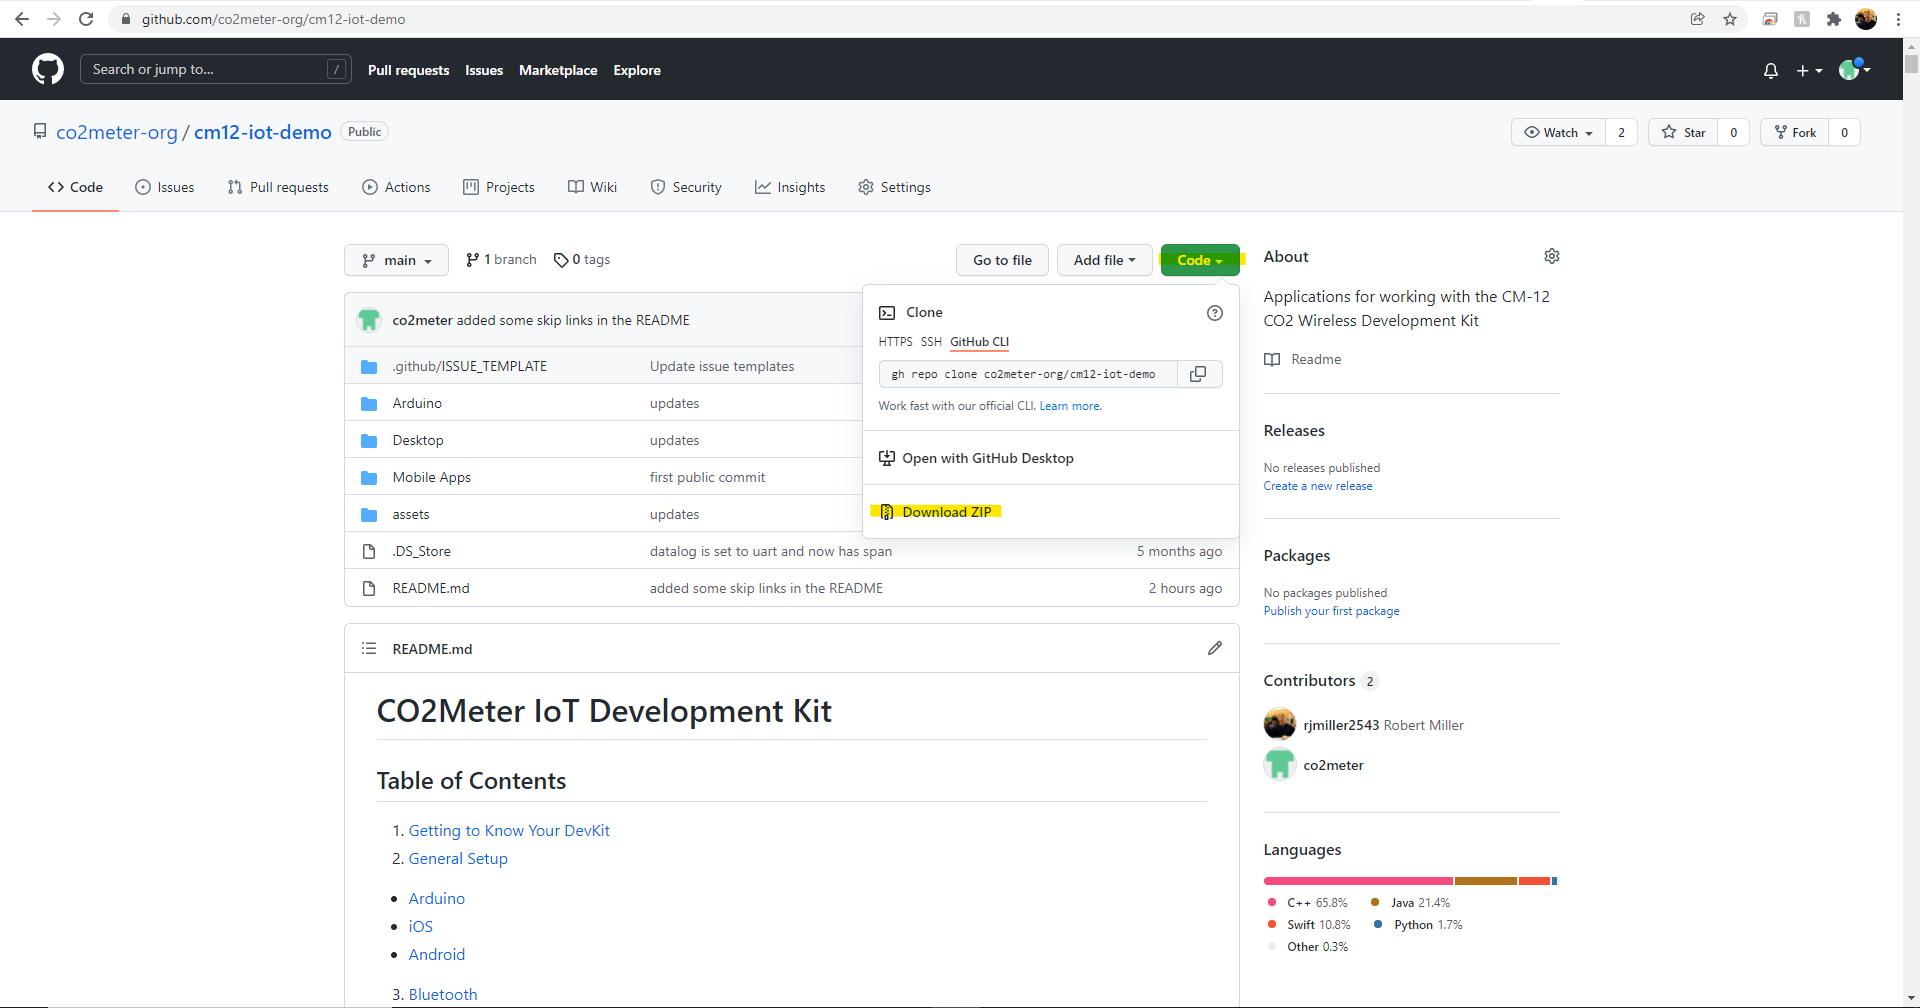 github.com/co2meter-org/cm12-iot-demo
Search or jump to... /
Pull requests Issues Marketplace Explore
co2meter-org / cm12-iot-demo Public
Watch 2 Star 0 Fork 0
Code Issues Pull requests Actions Projects Wiki Security Insights Settings
main 1 branch 0 tags Go to file Add file Code
co2meter added some skip links in the README
.github/ISSUE_TEMPLATE Update issue templates
Arduino updates
Desktop updates
Mobile Apps first public commit
assets updates
.DS_Store datalog is set to uart and now has span 5 months ago
README.md added some skip links in the README 2 hours ago
Clone
HTTPS SSH GitHub CLI
gh repo clone co2meter-org/cm12-iot-demo
Work fast with our official CLI. Learn more.
Open with GitHub Desktop
Download ZIP
README.md
CO2Meter IoT Development Kit
Table of Contents
1. Getting to Know Your DevKit
2. General Setup
• Arduino
• iOS
• Android
3. Bluetooth
About
Applications for working with the CM-12
CO2 Wireless Development Kit
Readme
Releases
No releases published
Create a new release
Packages
No packages published
Publish your first package
Contributors 2
rjmiller2543 Robert Miller
co2meter
Languages
C++ 65.8% Java 21.4%
Swift 10.8% Python 1.7%
Other 0.3%